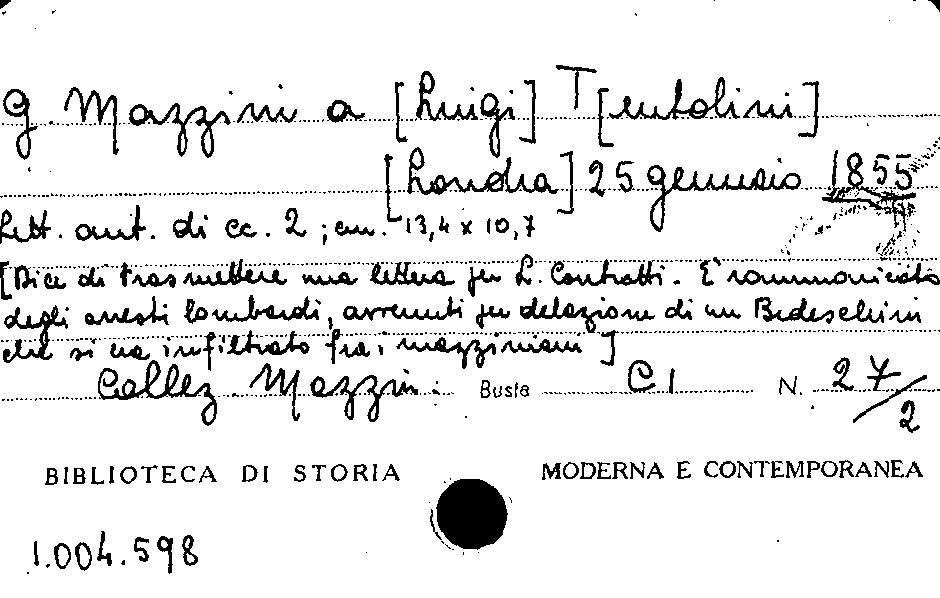 G. Mazzini a [Luigi] T[entolini]
[Londra] 25 gennaio 1855
Lett. aut. di cc. 2 ; cm. 13,4 x 10,7
[Dice di trasmettere una lettera per L. Contratti. È rammaricato
degli arresti lombardi, avvenuti per delazione di un Bedeschini
che si era infiltrato fra i mazziniani]
Collez. Mazzini. Busta C 1 N. 27/2
BIBLIOTECA DI STORIA MODERNA E CONTEMPORANEA
1.004.598